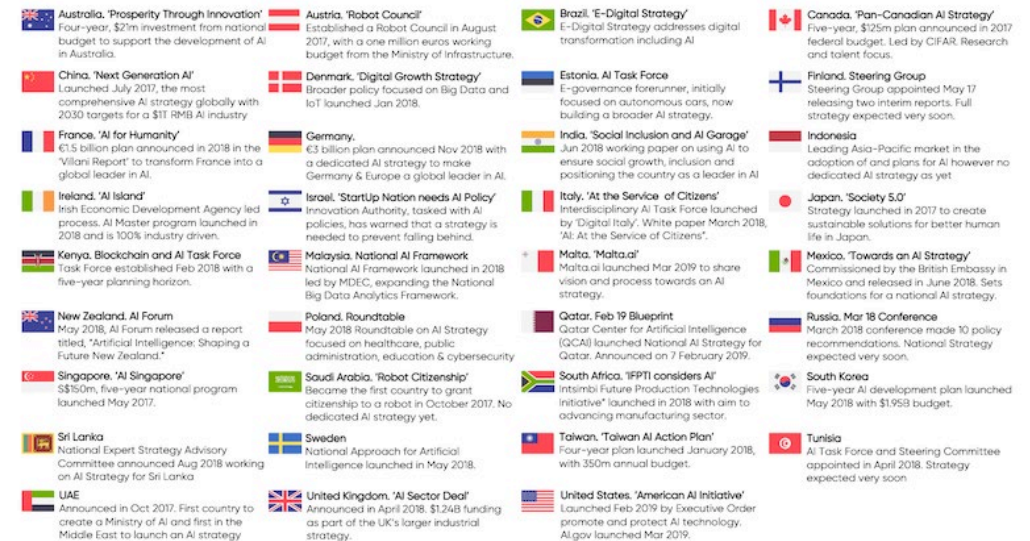 Australia. 'Prosperity Through Innovation'
Four-year, $21m investment from national
budget to support the development of AI
in Australia.
Austria. 'Robot Council'
Established a Robot Council in August
2017, with a one million euros working
budget from the Ministry of Infrastructure.
Brazil. 'E-Digital Strategy'
E-Digital Strategy addresses digital
transformation including AI
Canada. 'Pan-Canadian AI Strategy'
Five-year, $125m plan announced in 2017
federal budget. Led by CIFAR. Research
and talent focus.
China. 'Next Generation AI'
Launched July 2017, the most
comprehensive AI strategy globally with
2030 targets for a $1T RMB AI industry
Denmark. 'Digital Growth Strategy'
Broader policy focused on Big Data and
IoT launched Jan 2018.
Estonia. AI Task Force
E-governance forerunner, initially
focused on autonomous cars, now
building a broader AI strategy.
Finland. Steering Group
Steering Group appointed May 17
releasing two interim reports. Full
strategy expected very soon.
France. 'AI for Humanity'
€1.5 billion plan announced in 2018 in the
'Villani Report' to transform France into a
global leader in AI.
Germany.
€3 billion plan announced Nov 2018 with
a dedicated AI strategy to make
Germany & Europe a global leader in AI.
India. 'Social Inclusion and AI Garage'
Jun 2018 working paper on using AI to
ensure social growth, inclusion and
positioning the country as a leader in AI
Indonesia
Leading Asia-Pacific market in the
adoption of and plans for AI however no
dedicated AI strategy as yet
Ireland. 'AI Island'
Irish Economic Development Agency led
process. AI Master program launched in
2018 and is 100% industry driven.
Israel. 'StartUp Nation needs AI Policy'
Innovation Authority, tasked with AI
policies, has warned that a strategy is
needed to prevent falling behind.
Italy. 'At the Service of Citizens'
Interdisciplinary AI Task Force launched
by 'Digital Italy'. White paper March 2018,
'AI: At the Service of Citizens".
Japan. 'Society 5.0'
Strategy launched in 2017 to create
sustainable solutions for better human
life in Japan.
Kenya. Blockchain and AI Task Force
Task Force established Feb 2018 with a
five-year planning horizon.
Malaysia. National AI Framework
National AI Framework launched in 2018
led by MDEC, expanding the National
Big Data Analytics Framework.
Malta. 'Malta.ai'
Malta.ai launched Mar 2019 to share
vision and process towards an AI
strategy.
Mexico. 'Towards an AI Strategy'
Commissioned by the British Embassy in
Mexico and released in June 2018. Sets
foundations for a national AI strategy.
New Zealand. AI Forum
May 2018, AI Forum released a report
titled, "Artificial Intelligence: Shaping a
Future New Zealand."
Poland. Roundtable
May 2018 Roundtable on AI Strategy
focused on healthcare, public
administration, education & cybersecurity
Qatar. Feb 19 Blueprint
Qatar Center for Artificial Intelligence
(QCAI) launched National AI Strategy for
Qatar. Announced on 7 February 2019.
Russia. Mar 18 Conference
March 2018 conference made 10 policy
recommendations. National Strategy
expected very soon.
Singapore. 'AI Singapore'
S$150m, five-year national program
launched May 2017.
Saudi Arabia. 'Robot Citizenship'
Became the first country to grant
citizenship to a robot in October 2017. No
dedicated AI strategy yet.
South Africa. 'IFPTI considers AI'
Intsimbi Future Production Technologies
Initiative" launched in 2018 with aim to
advancing manufacturing sector.
South Korea
Five-year AI development plan launched
May 2018 with $1.95B budget.
Sri Lanka
National Expert Strategy Advisory
Committee announced Aug 2018 working
on AI Strategy for Sri Lanka
Sweden
National Approach for Artificial
Intelligence launched in May 2018.
Taiwan. 'Taiwan AI Action Plan'
Four-year plan launched January 2018,
with 350m annual budget.
Tunisia
AI Task Force and Steering Committee
appointed in April 2018. Strategy
expected very soon
UAE
Announced in Oct 2017. First country to
create a Ministry of AI and first in the
Middle East to launch an AI strategy
United Kingdom. 'AI Sector Deal'
Announced in April 2018. $1.24B funding
as part of the UK's larger industrial
strategy.
United States. 'American AI Initiative'
Launched Feb 2019 by Executive Order
promote and protect AI technology.
AI.gov launched Mar 2019.